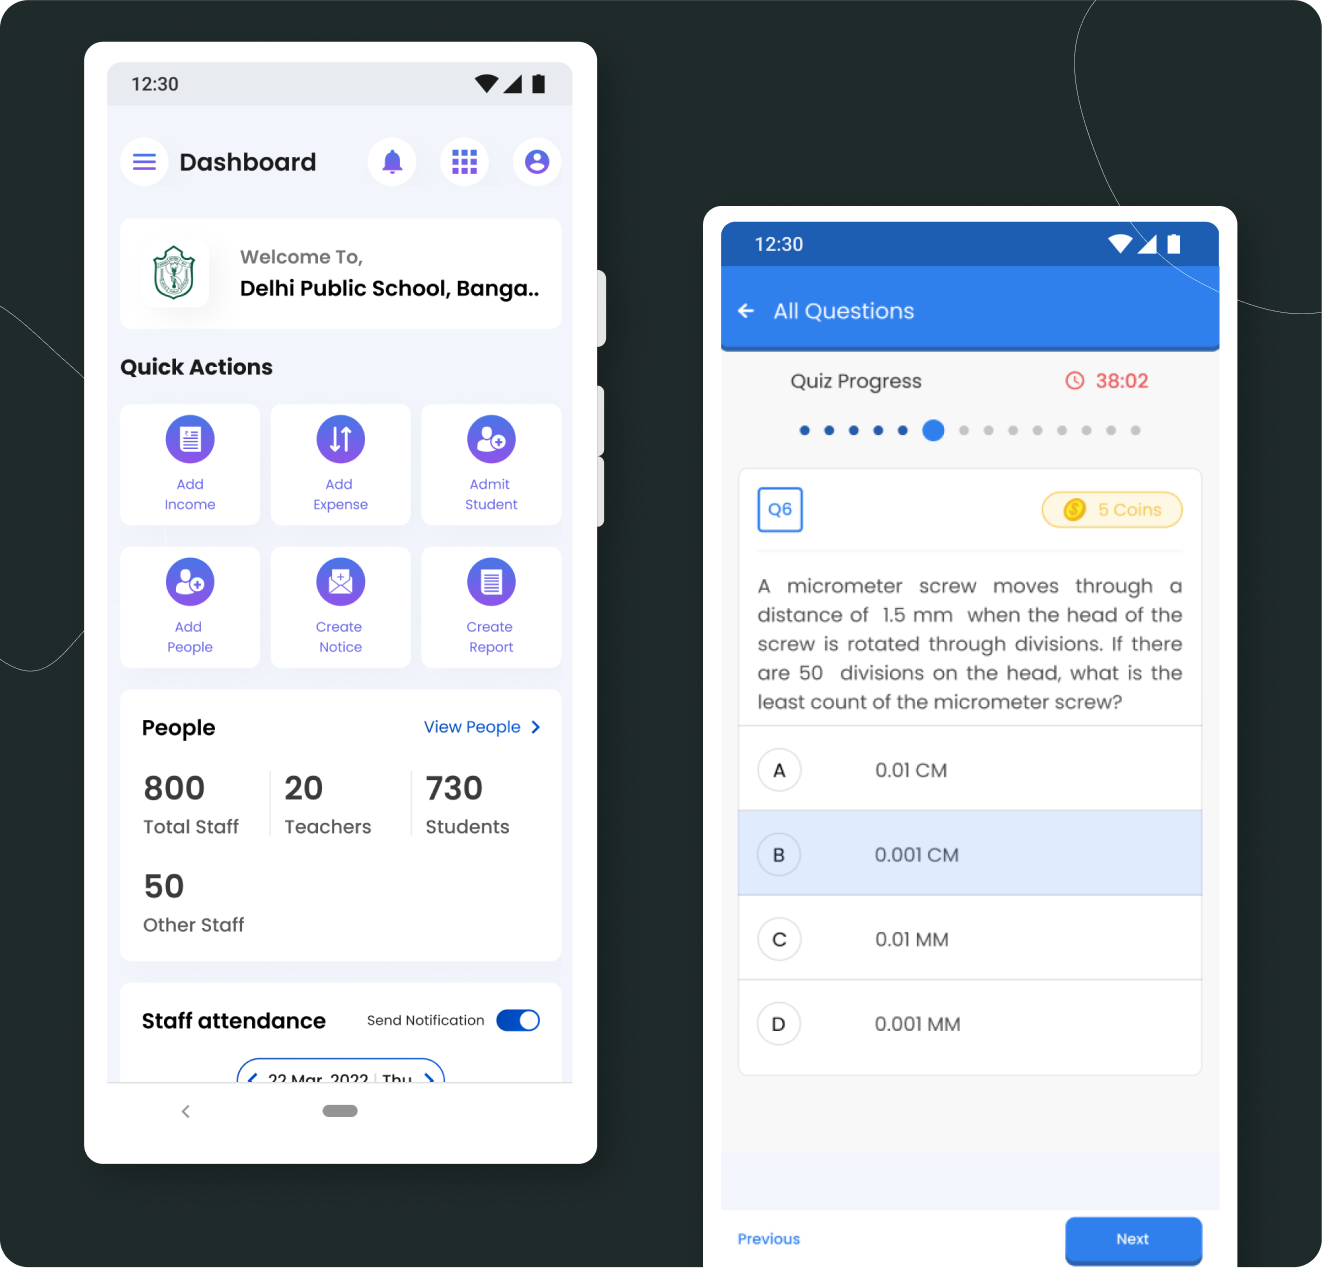 12:30
Dashboard
Welcome To,
Delhi Public School, Banga..
Quick Actions
Add
Income
Add
Expense
Admit
Student
Add
People
Create
Notice
Create
Report
People
View People
800
Total Staff
20
Teachers
730
Students
50
Other Staff
Staff attendance
Send Notification
22 Mar, 2022 Thu
12:30
All Questions
Quiz Progress
38:02
Q6
5 Coins
A micrometer screw moves through a
distance of 1.5 mm when the head of the
screw is rotated through divisions. If there
are 50 divisions on the head, what is the
least count of the micrometer screw?
A
0.01 CM
B
0.001 CM
C
0.01 MM
D
0.001 MM
Previous
Next